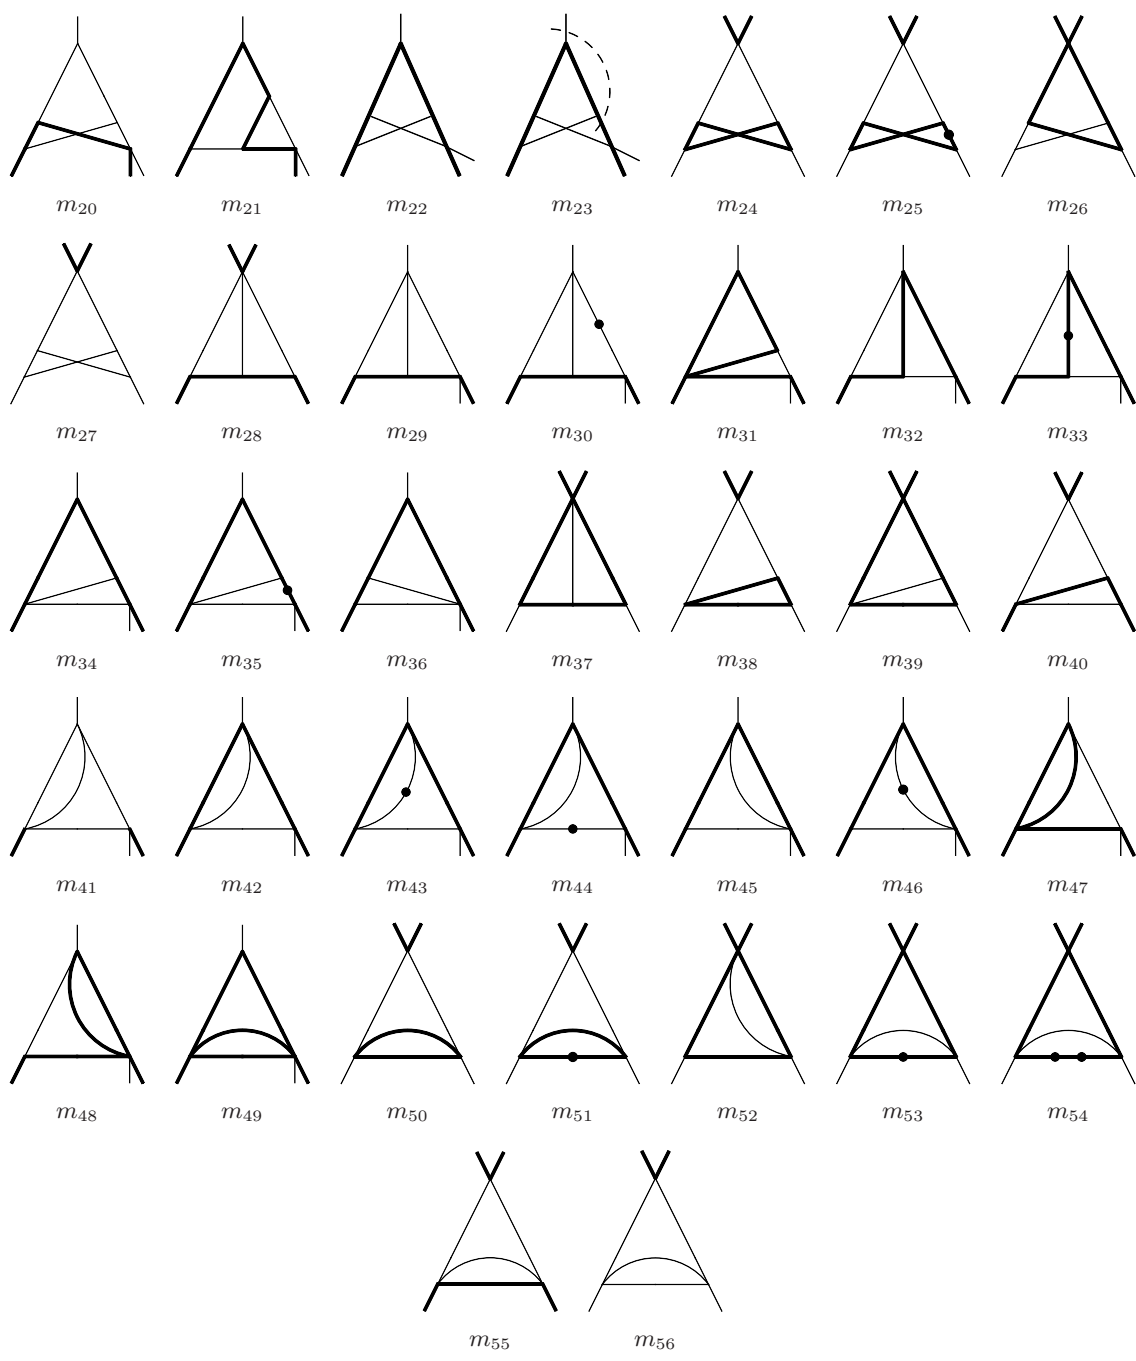 m₂₀ m₂₁ m₂₂ m₂₃ m₂₄ m₂₅ m₂₆
m₂₇ m₂₈ m₂₉ m₃₀ m₃₁ m₃₂ m₃₃
m₃₄ m₃₅ m₃₆ m₃₇ m₃₈ m₃₉ m₄₀
m₄₁ m₄₂ m₄₃ m₄₄ m₄₅ m₄₆ m₄₇
m₄₈ m₄₉ m₅₀ m₅₁ m₅₂ m₅₃ m₅₄
m₅₅ m₅₆